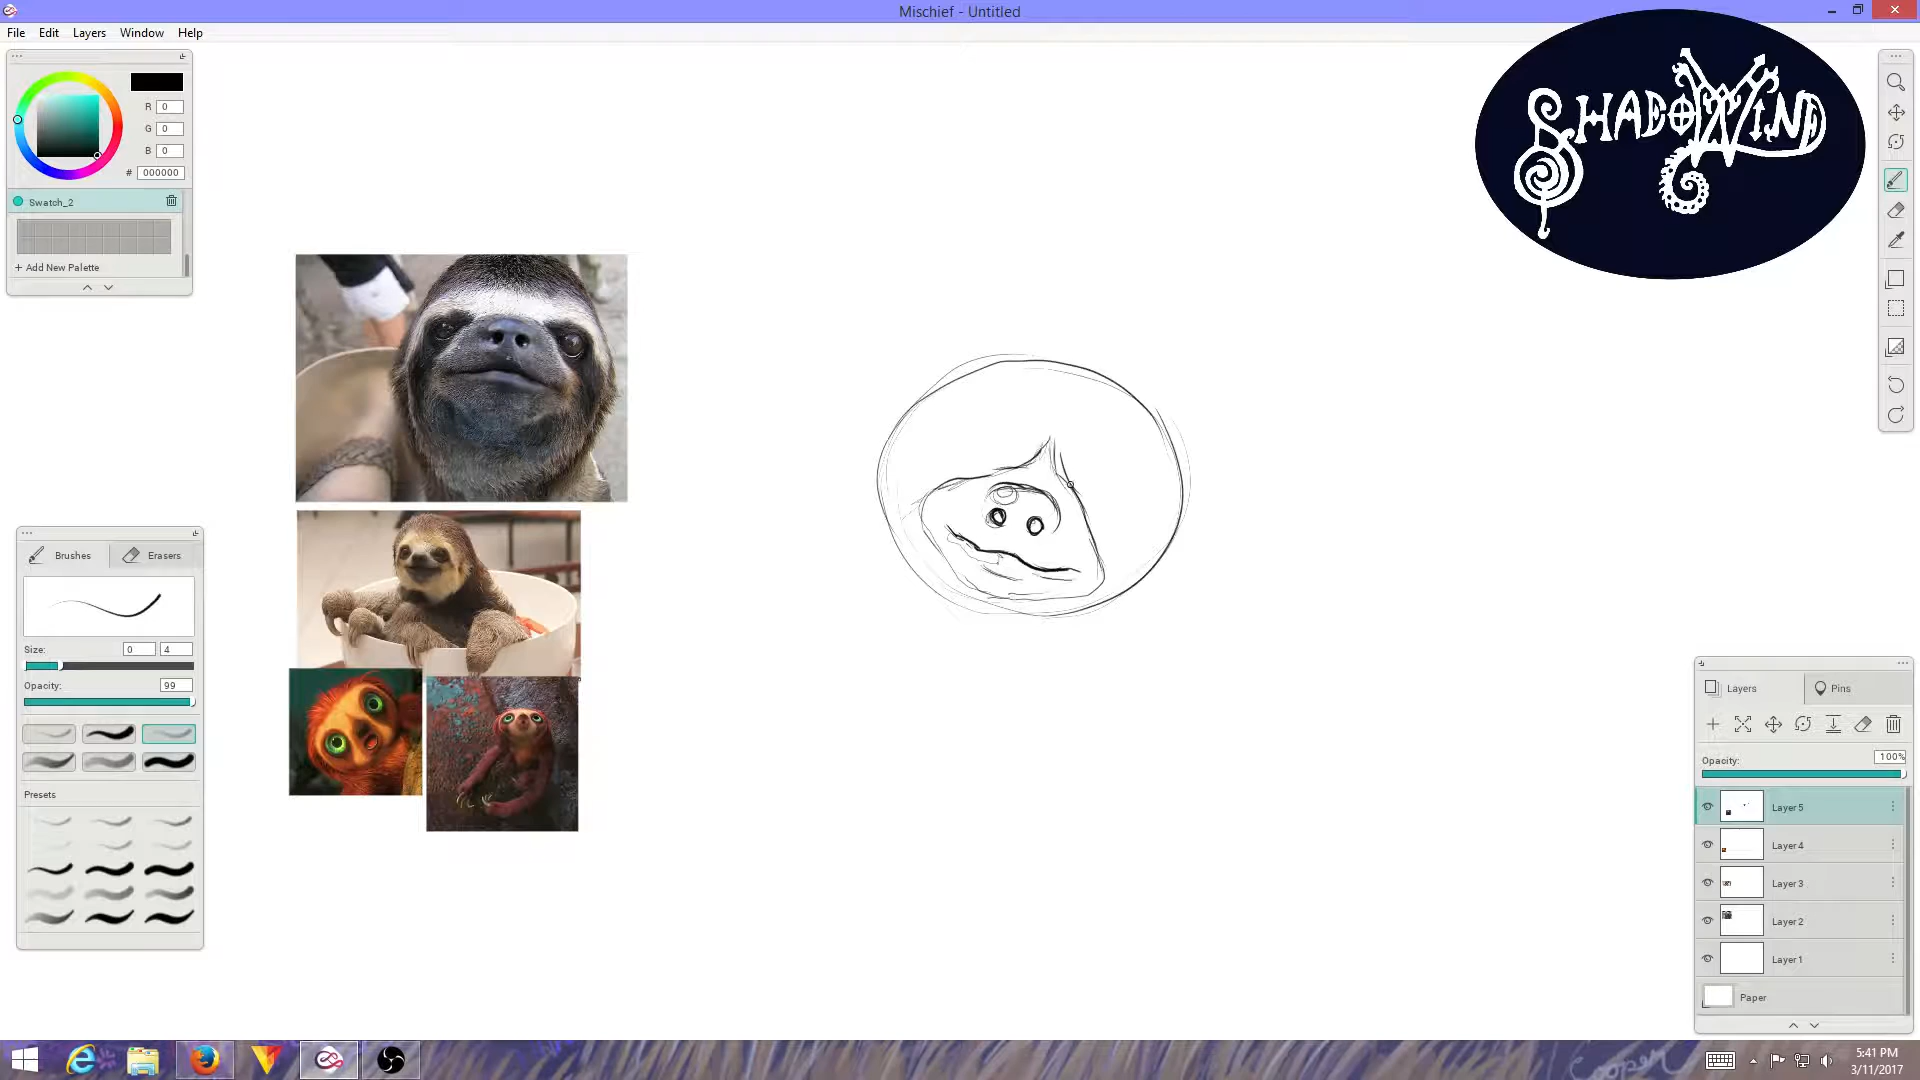 Mischief - Untitled
File Edit Layers Window Help
SHADOWIND
R 0
G 0
B 0
# 000000
Swatch_2
+ Add New Palette
Brushes Erasers
Size: 0 4
Opacity: 99
Presets
Layers Pins
Opacity: 100%
Layer 5
Layer 4
Layer 3
Layer 2
Layer 1
Paper
Cooper
5:41 PM
3/11/2017